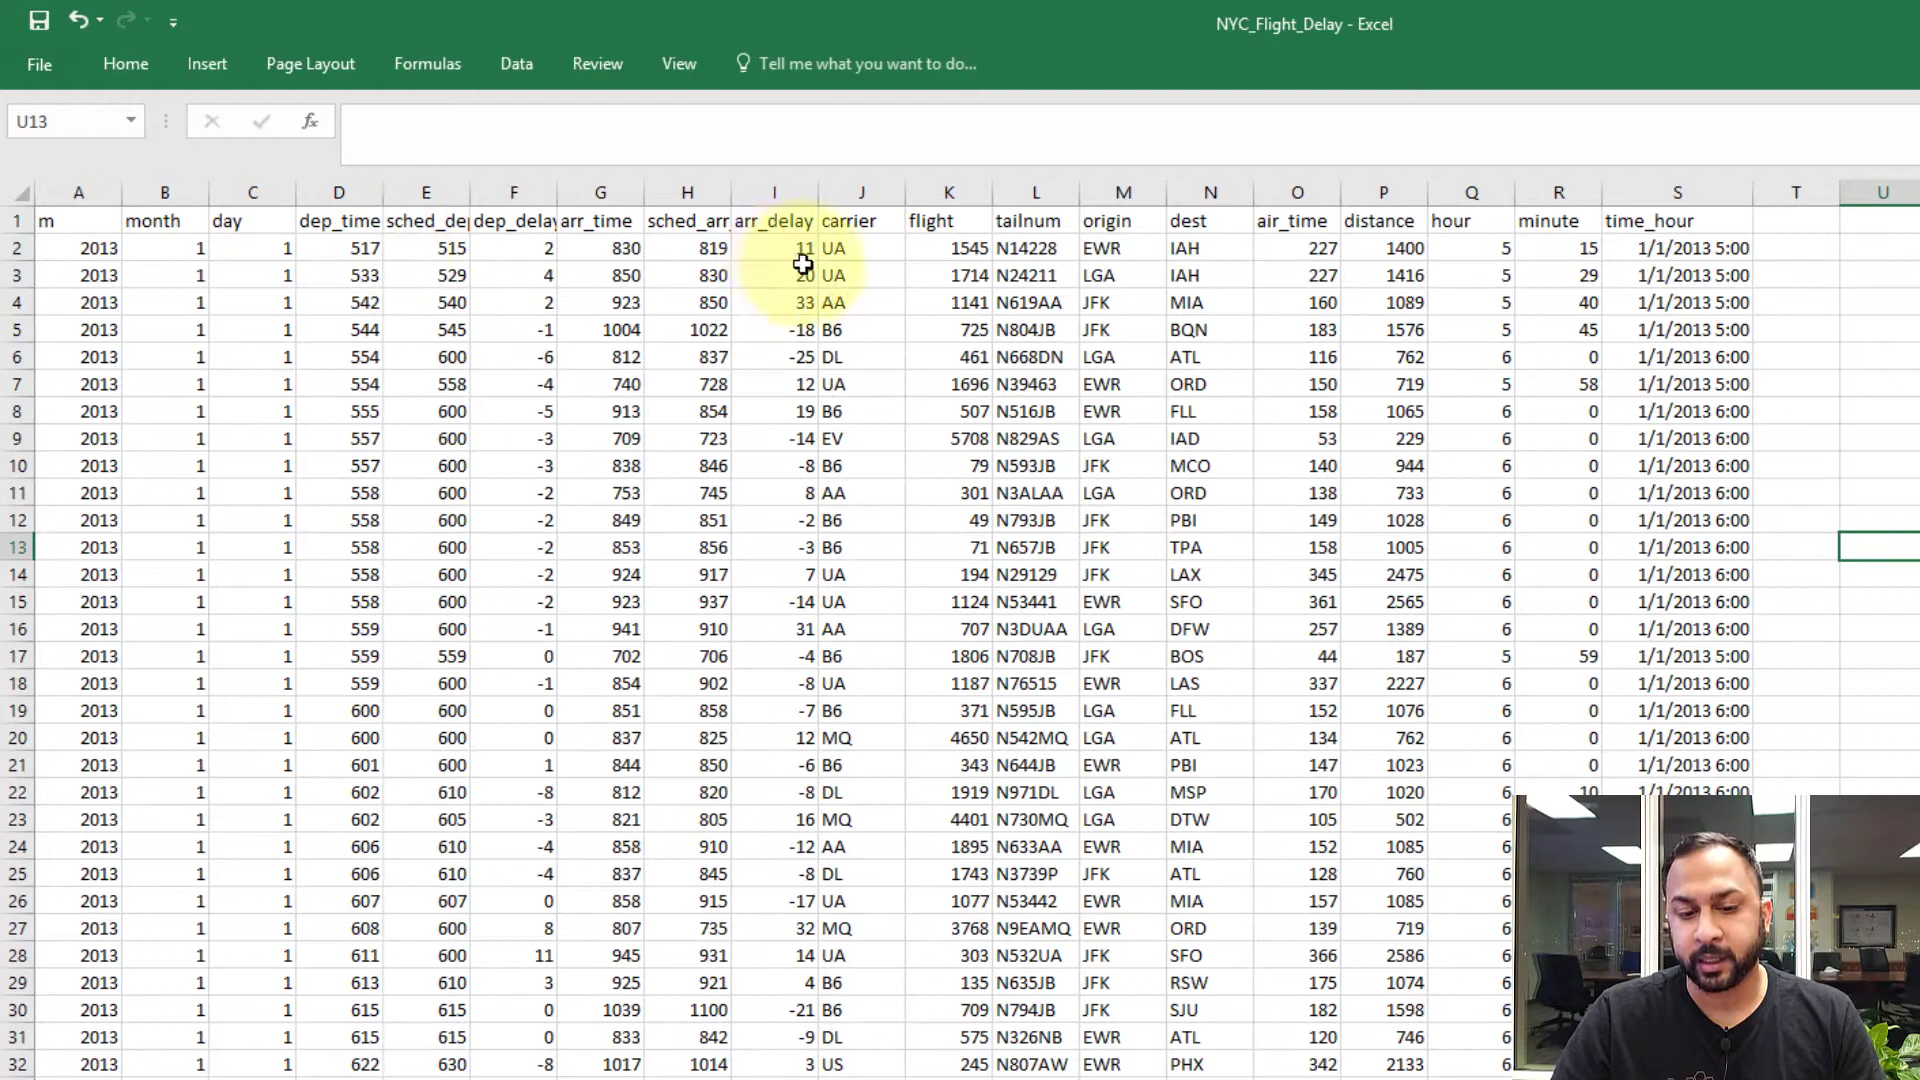 NYC_Flight_Delay - Excel
File Home Insert Page Layout Formulas Data Review View Tell me what you want to do...
U13 fx
A B C D E F G H I J K L M N O P Q R S T U
1 m month day dep_time sched_dep dep_delay arr_time sched_arr_ arr_delay carrier flight tailnum origin dest air_time distance hour minute time_hour
2 2013 1 1 517 515 2 830 819 11 UA 1545 N14228 EWR IAH 227 1400 5 15 1/1/2013 5:00
3 2013 1 1 533 529 4 850 830 20 UA 1714 N24211 LGA IAH 227 1416 5 29 1/1/2013 5:00
4 2013 1 1 542 540 2 923 850 33 AA 1141 N619AA JFK MIA 160 1089 5 40 1/1/2013 5:00
5 2013 1 1 544 545 -1 1004 1022 -18 B6 725 N804JB JFK BQN 183 1576 5 45 1/1/2013 5:00
6 2013 1 1 554 600 -6 812 837 -25 DL 461 N668DN LGA ATL 116 762 6 0 1/1/2013 6:00
7 2013 1 1 554 558 -4 740 728 12 UA 1696 N39463 EWR ORD 150 719 5 58 1/1/2013 5:00
8 2013 1 1 555 600 -5 913 854 19 B6 507 N516JB EWR FLL 158 1065 6 0 1/1/2013 6:00
9 2013 1 1 557 600 -3 709 723 -14 EV 5708 N829AS LGA IAD 53 229 6 0 1/1/2013 6:00
10 2013 1 1 557 600 -3 838 846 -8 B6 79 N593JB JFK MCO 140 944 6 0 1/1/2013 6:00
11 2013 1 1 558 600 -2 753 745 8 AA 301 N3ALAA LGA ORD 138 733 6 0 1/1/2013 6:00
12 2013 1 1 558 600 -2 849 851 -2 B6 49 N793JB JFK PBI 149 1028 6 0 1/1/2013 6:00
13 2013 1 1 558 600 -2 853 856 -3 B6 71 N657JB JFK TPA 158 1005 6 0 1/1/2013 6:00
14 2013 1 1 558 600 -2 924 917 7 UA 194 N29129 JFK LAX 345 2475 6 0 1/1/2013 6:00
15 2013 1 1 558 600 -2 923 937 -14 UA 1124 N53441 EWR SFO 361 2565 6 0 1/1/2013 6:00
16 2013 1 1 559 600 -1 941 910 31 AA 707 N3DUAA LGA DFW 257 1389 6 0 1/1/2013 6:00
17 2013 1 1 559 559 0 702 706 -4 B6 1806 N708JB JFK BOS 44 187 5 59 1/1/2013 5:00
18 2013 1 1 559 600 -1 854 902 -8 UA 1187 N76515 EWR LAS 337 2227 6 0 1/1/2013 6:00
19 2013 1 1 600 600 0 851 858 -7 B6 371 N595JB LGA FLL 152 1076 6 0 1/1/2013 6:00
20 2013 1 1 600 600 0 837 825 12 MQ 4650 N542MQ LGA ATL 134 762 6 0 1/1/2013 6:00
21 2013 1 1 601 600 1 844 850 -6 B6 343 N644JB EWR PBI 147 1023 6 0 1/1/2013 6:00
22 2013 1 1 602 610 -8 812 820 -8 DL 1919 N971DL LGA MSP 170 1020 6 10 1/1/2013 6:00
23 2013 1 1 602 605 -3 821 805 16 MQ 4401 N730MQ LGA DTW 105 502 6
24 2013 1 1 606 610 -4 858 910 -12 AA 1895 N633AA EWR MIA 152 1085 6
25 2013 1 1 606 610 -4 837 845 -8 DL 1743 N3739P JFK ATL 128 760 6
26 2013 1 1 607 607 0 858 915 -17 UA 1077 N53442 EWR MIA 157 1085 6
27 2013 1 1 608 600 8 807 735 32 MQ 3768 N9EAMQ EWR ORD 139 719 6
28 2013 1 1 611 600 11 945 931 14 UA 303 N532UA JFK SFO 366 2586 6
29 2013 1 1 613 610 3 925 921 4 B6 135 N635JB JFK RSW 175 1074 6
30 2013 1 1 615 615 0 1039 1100 -21 B6 709 N794JB JFK SJU 182 1598 6
31 2013 1 1 615 615 0 833 842 -9 DL 575 N326NB EWR ATL 120 746 6
32 2013 1 1 622 630 -8 1017 1014 3 US 245 N807AW EWR PHX 342 2133 6